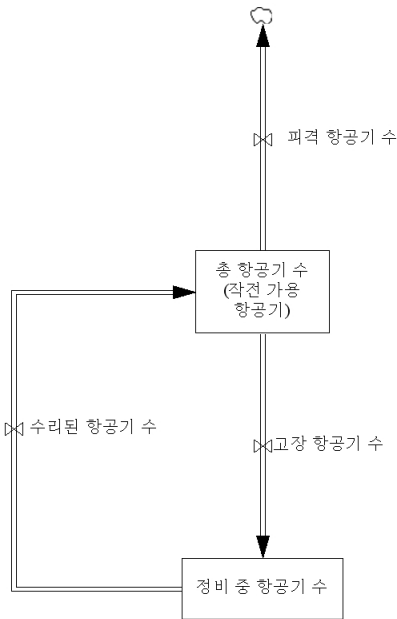 피격 항공기 수
총 항공기 수
(작전 가용
항공기)
수리된 항공기 수
고장 항공기 수
정비 중 항공기 수